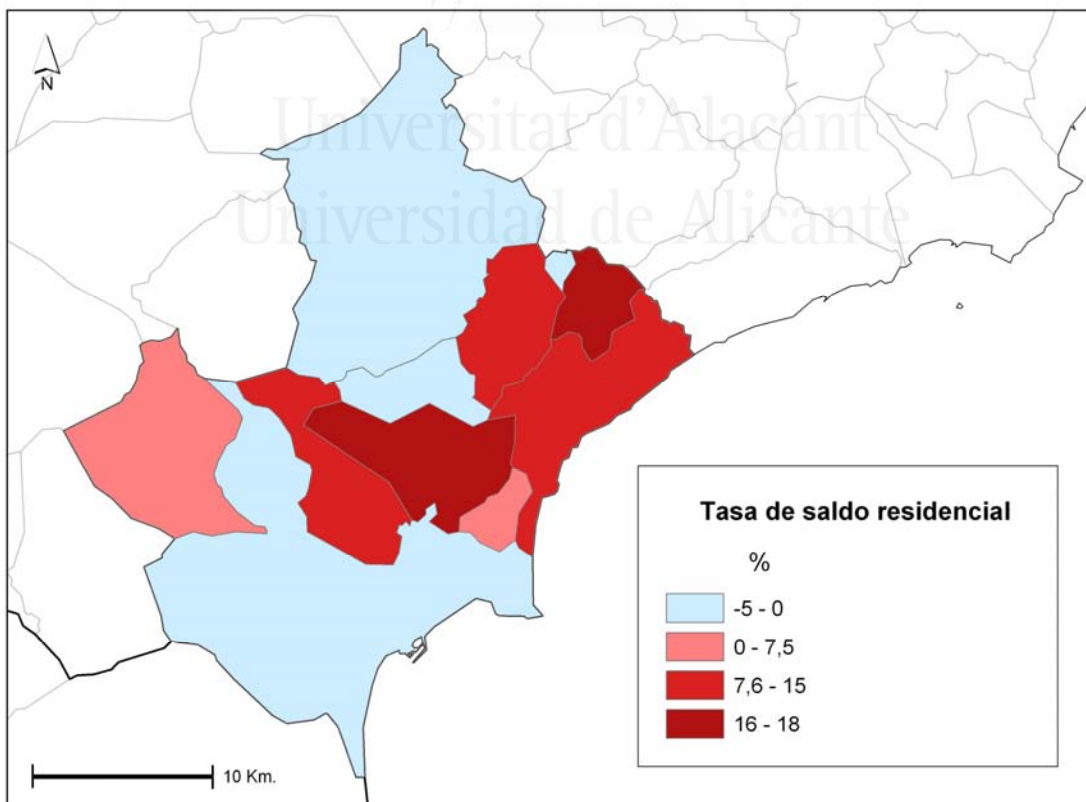 N
Universitat d'Alacant
Universidad de Alicante
Tasa de saldo residencial
%
-5 - 0
0 - 7,5
7,6 - 15
16 - 18
10 Km.